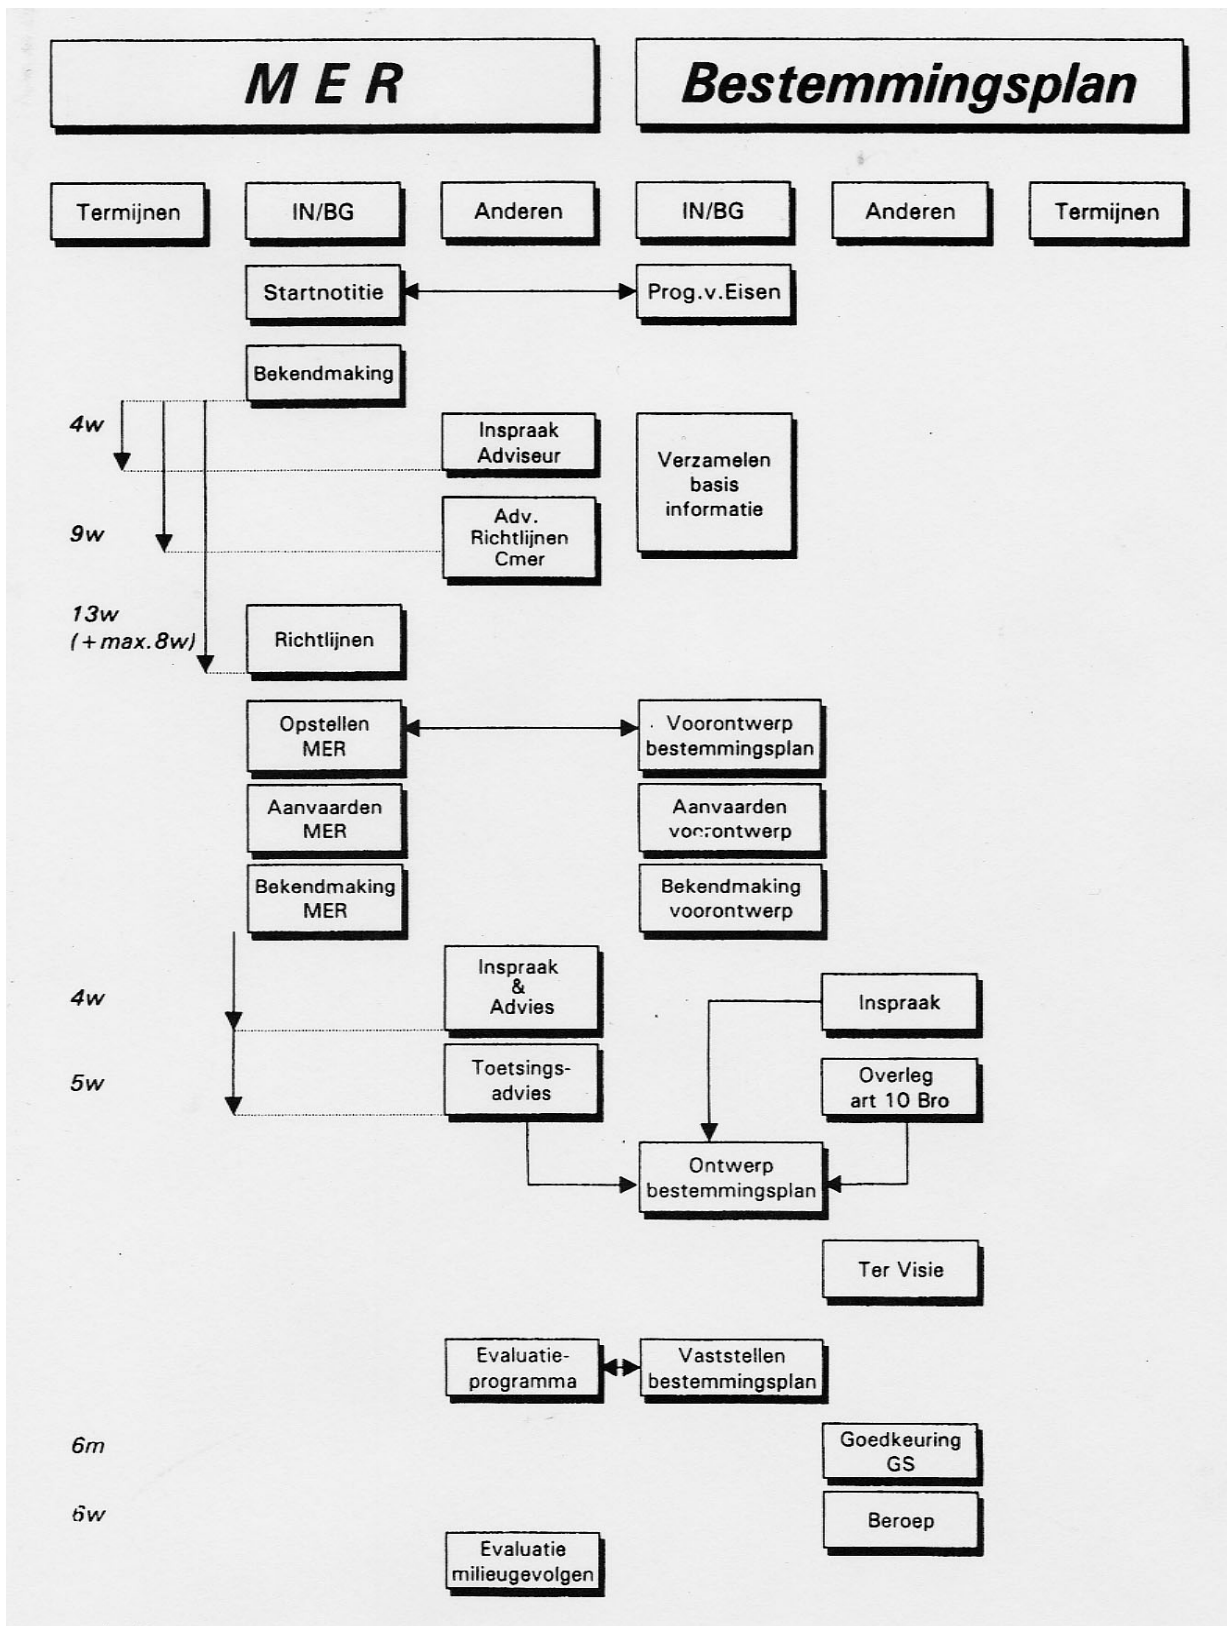 M E R
Bestemmingsplan
Termijnen
IN/BG
Anderen
IN/BG
Anderen
Termijnen
Startnotitie
Prog.v.Eisen
Bekendmaking
4w
Inspraak
Adviseur
Verzamelen
basis
informatie
9w
Adv.
Richtlijnen
Cmer
13w
(+max.8w)
Richtlijnen
Opstellen
MER
Voorontwerp
bestemmingsplan
Aanvaarden
MER
Aanvaarden
voorontwerp
Bekendmaking
MER
Bekendmaking
voorontwerp
4w
Inspraak
&
Advies
Inspraak
5w
Toetsings-
advies
Overleg
art 10 Bro
Ontwerp
bestemmingsplan
Ter Visie
Evaluatie-
programma
Vaststellen
bestemmingsplan
6m
Goedkeuring
GS
6w
Beroep
Evaluatie
milieugevolgen